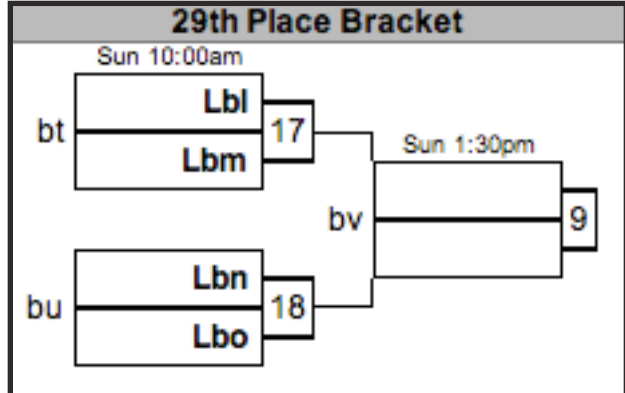 29th Place Bracket
Sun 10:00am
Lbl
bt
17
Lbm
Sun 1:30pm
bv
9
Lbn
bu
18
Lbo